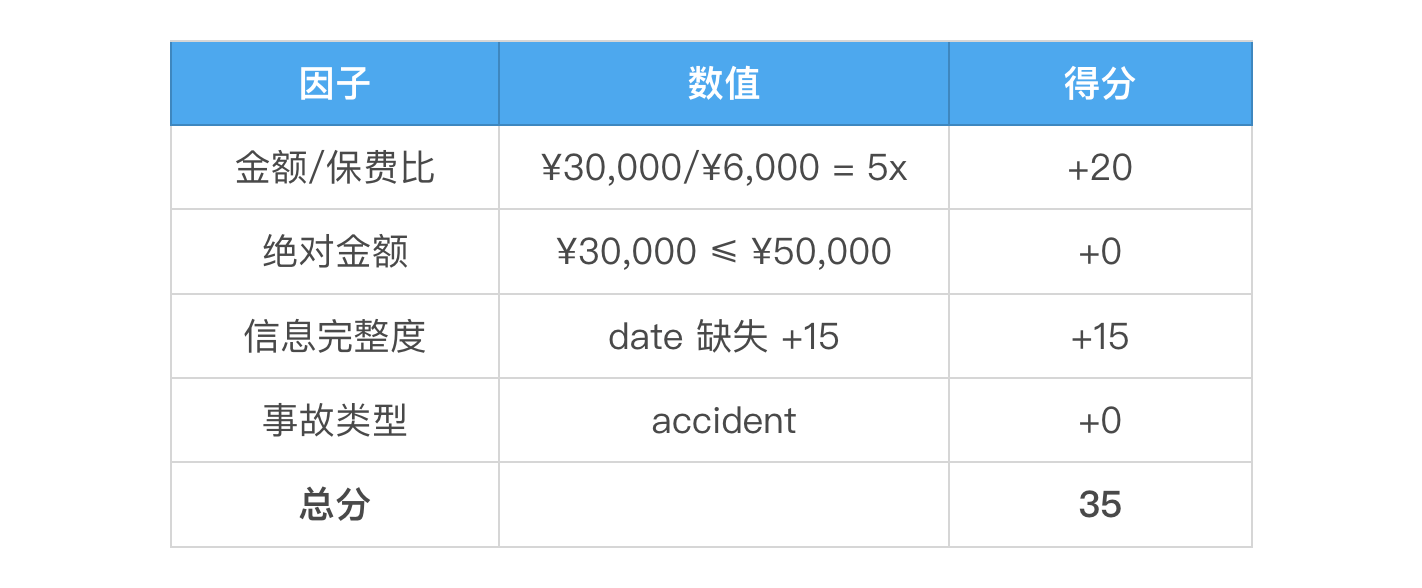 因子 数值 得分
金额/保费比 ¥30,000/¥6,000 = 5x +20
绝对金额 ¥30,000 ⩽ ¥50,000 +0
信息完整度 date 缺失 +15 +15
事故类型 accident +0
总分 35